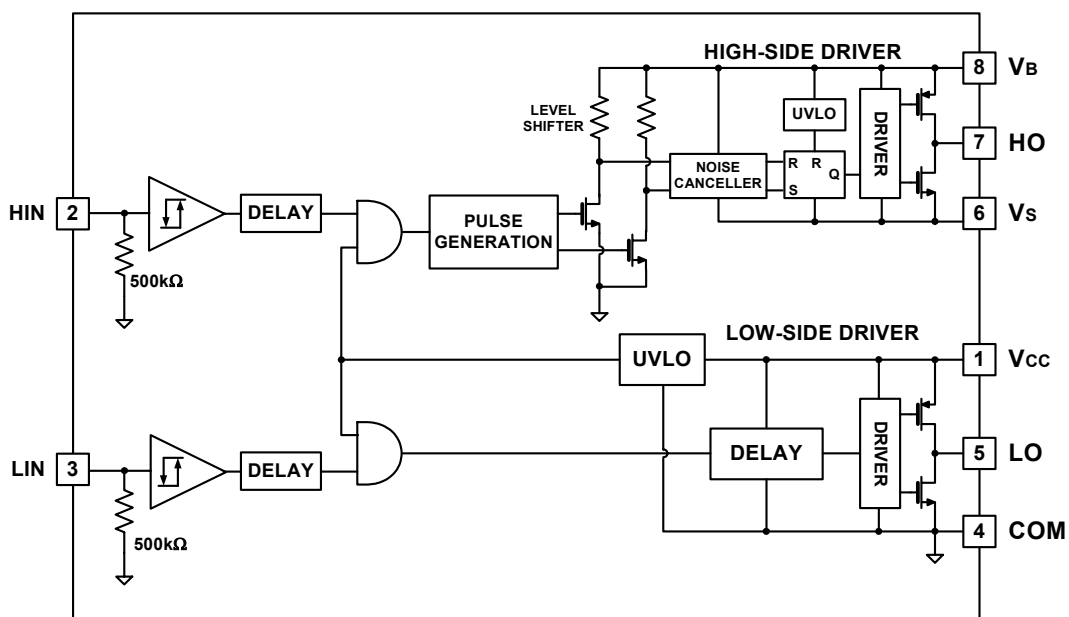 HIGH-SIDE DRIVER
8 VB
LEVEL
SHIFTER
UVLO
DRIVER
7 HO
NOISE
CANCELLER
R
R
Q
S
HIN 2
DELAY
PULSE
GENERATION
6 VS
500kΩ
LOW-SIDE DRIVER
UVLO
1 VCC
DRIVER
LIN 3
DELAY
DELAY
5 LO
500kΩ
4 COM